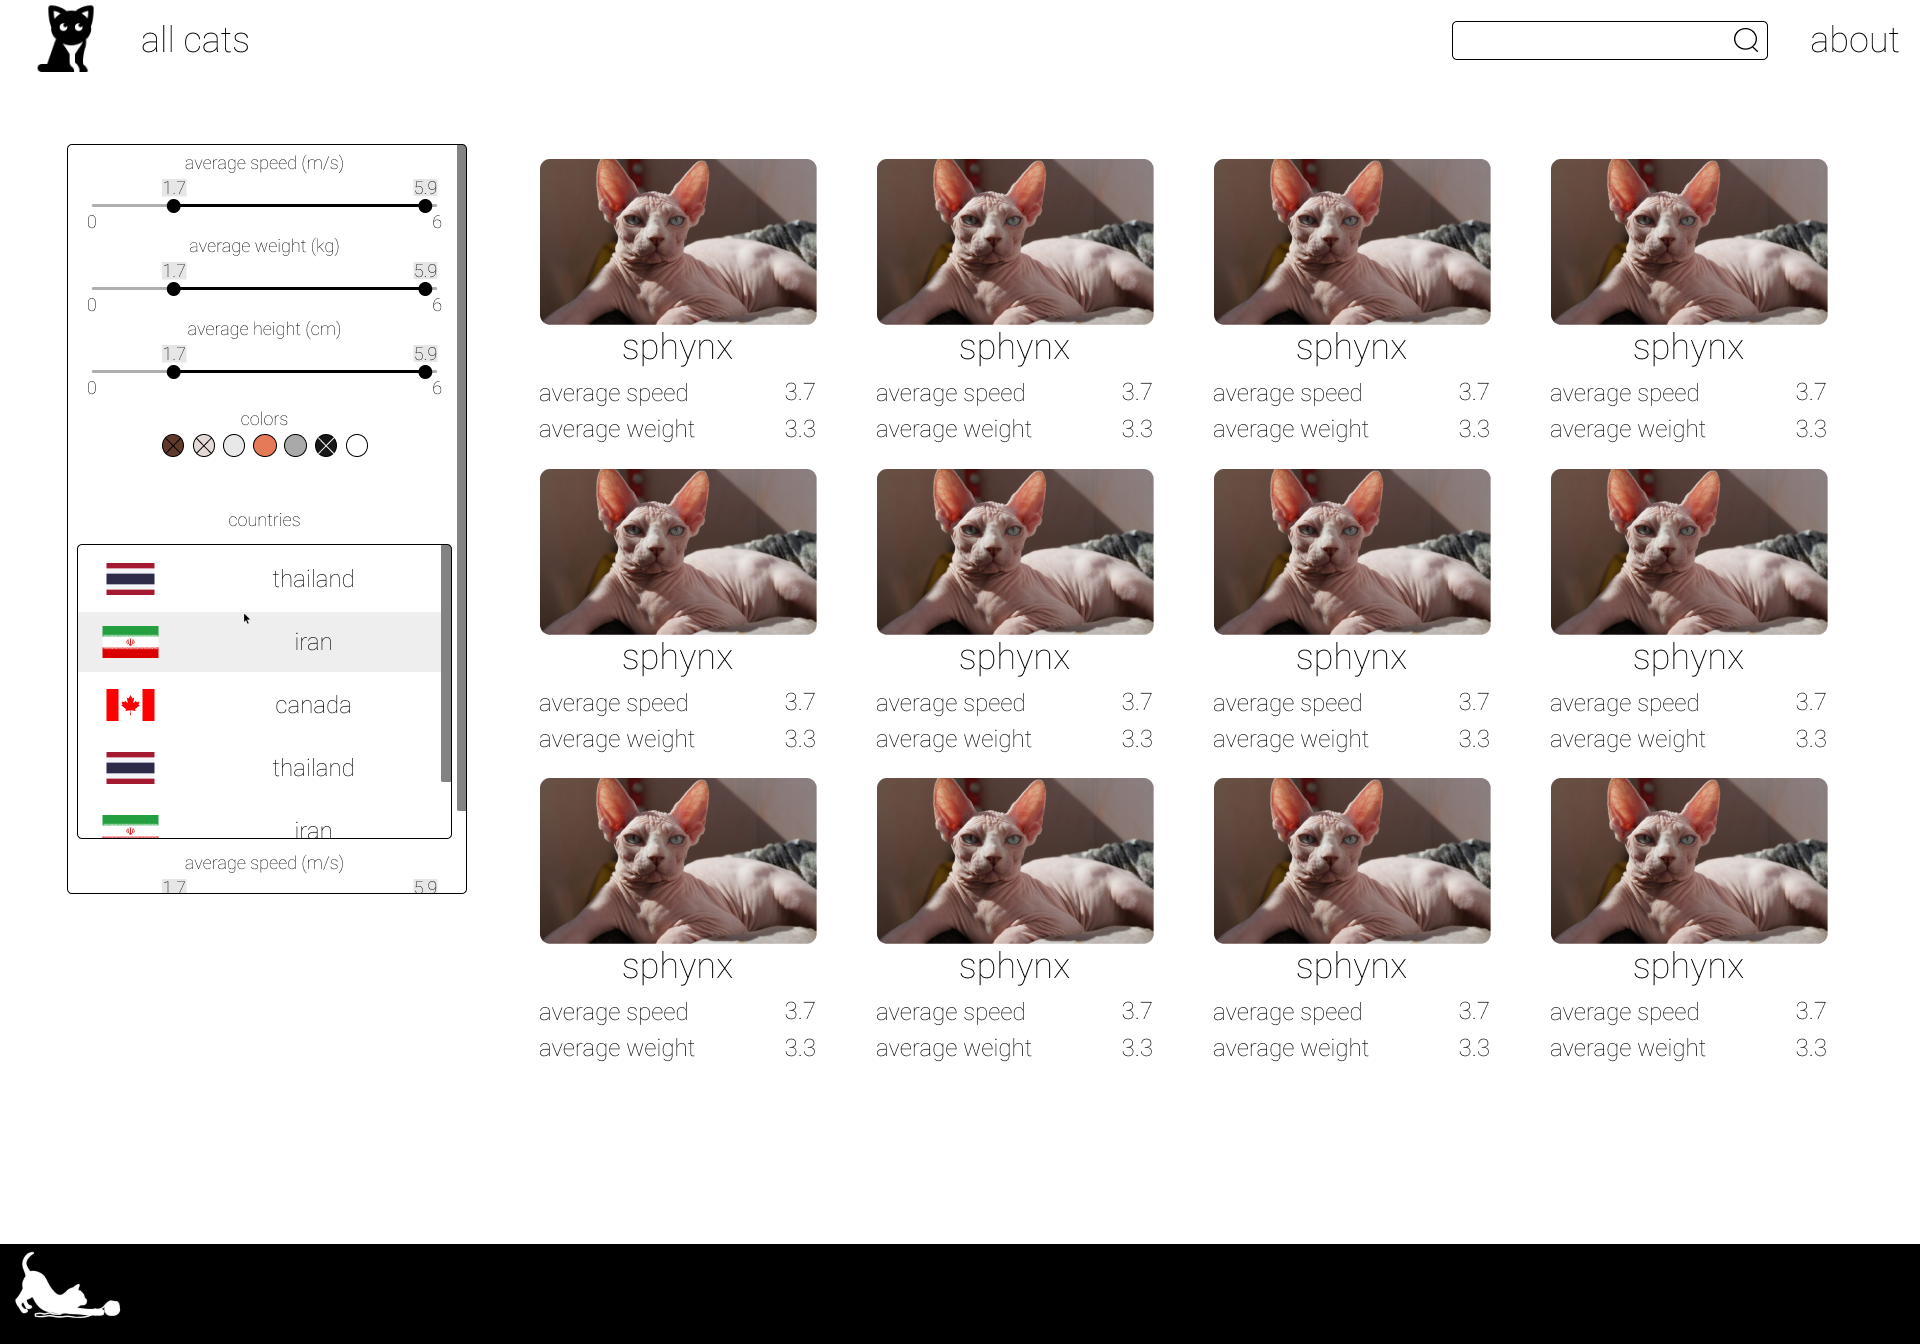 all cats
about
average speed (m/s)
1.7 5.9
0 6
average weight (kg)
1.7 5.9
0 6
average height (cm)
1.7 5.9
0 6
colors
countries
thailand
iran
canada
thailand
iran
average speed (m/s)
1.7 5.9
sphynx sphynx sphynx sphynx
average speed 3.7 average speed 3.7 average speed 3.7 average speed 3.7
average weight 3.3 average weight 3.3 average weight 3.3 average weight 3.3
sphynx sphynx sphynx sphynx
average speed 3.7 average speed 3.7 average speed 3.7 average speed 3.7
average weight 3.3 average weight 3.3 average weight 3.3 average weight 3.3
sphynx sphynx sphynx sphynx
average speed 3.7 average speed 3.7 average speed 3.7 average speed 3.7
average weight 3.3 average weight 3.3 average weight 3.3 average weight 3.3